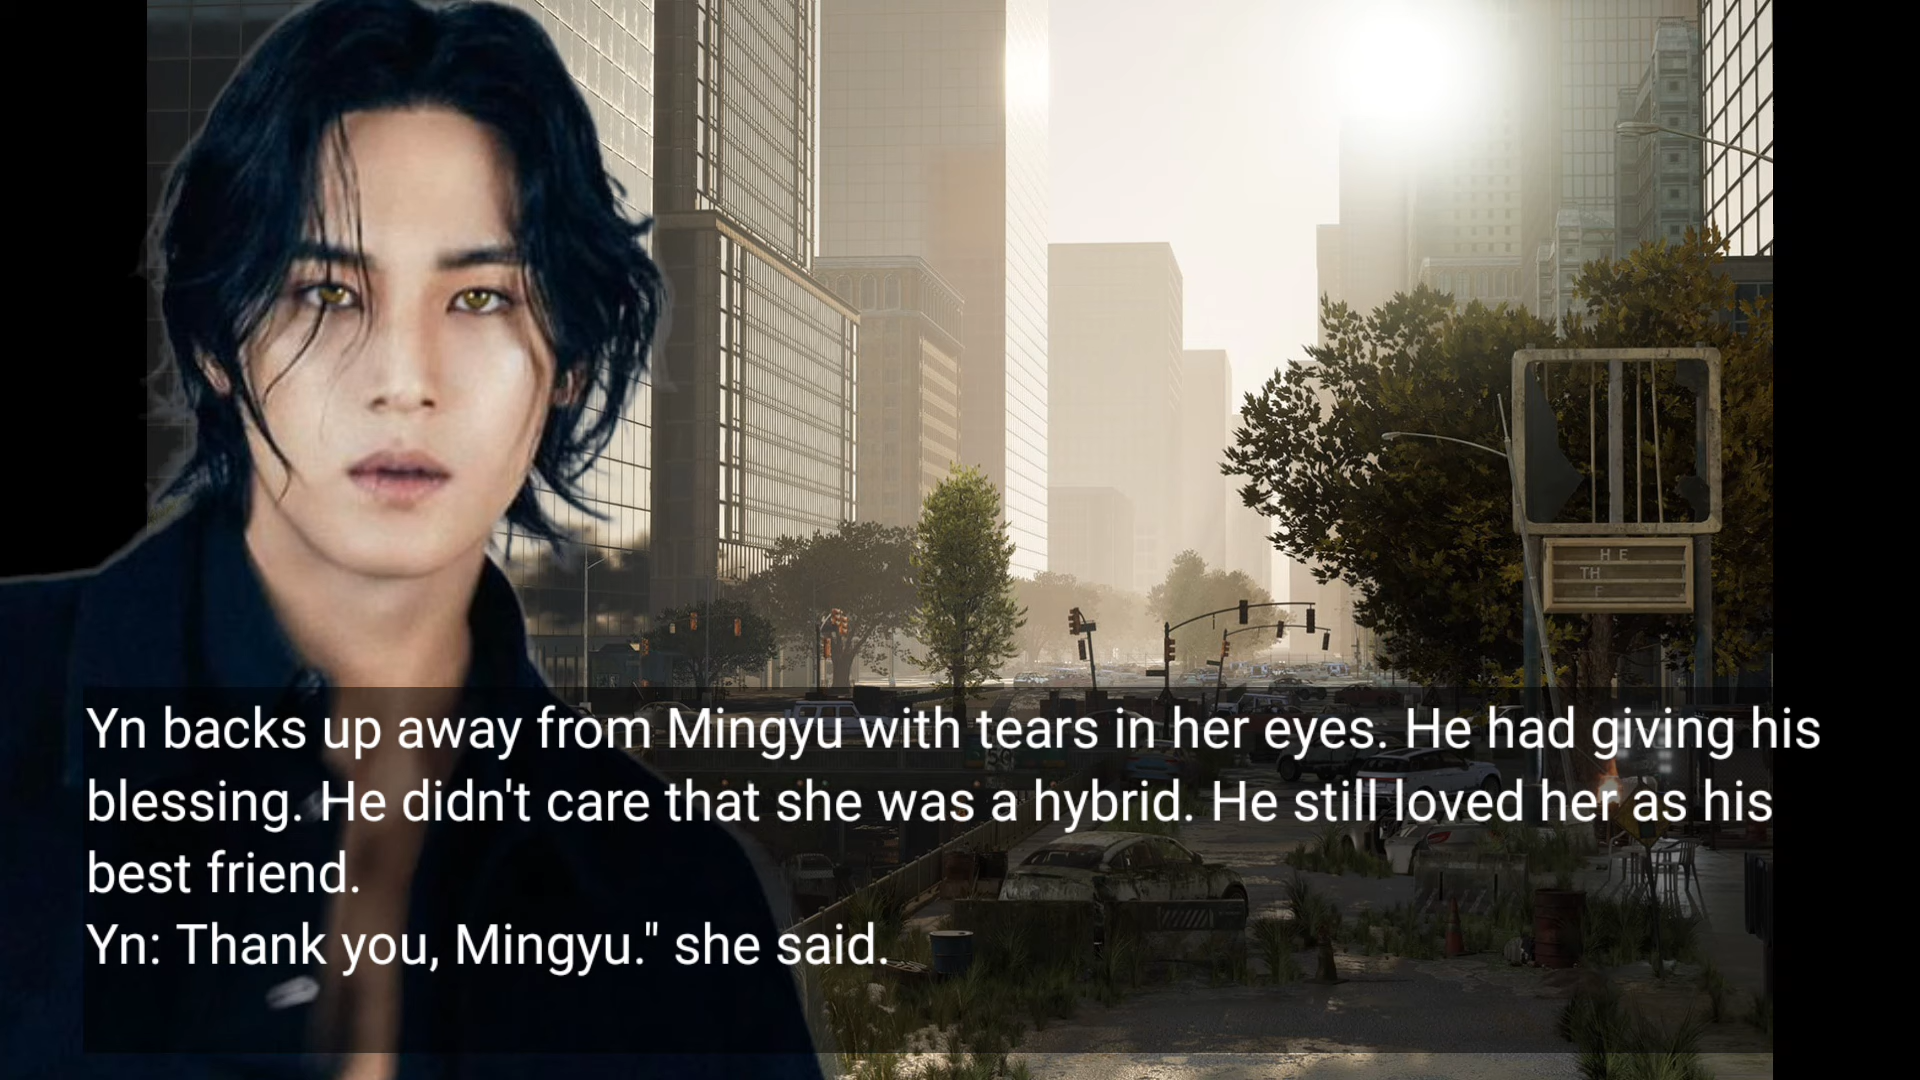 H E
TH
F
Yn backs up away from Mingyu with tears in her eyes. He had giving his
blessing. He didn't care that she was a hybrid. He still loved her as his
best friend.
Yn: Thank you, Mingyu." she said.